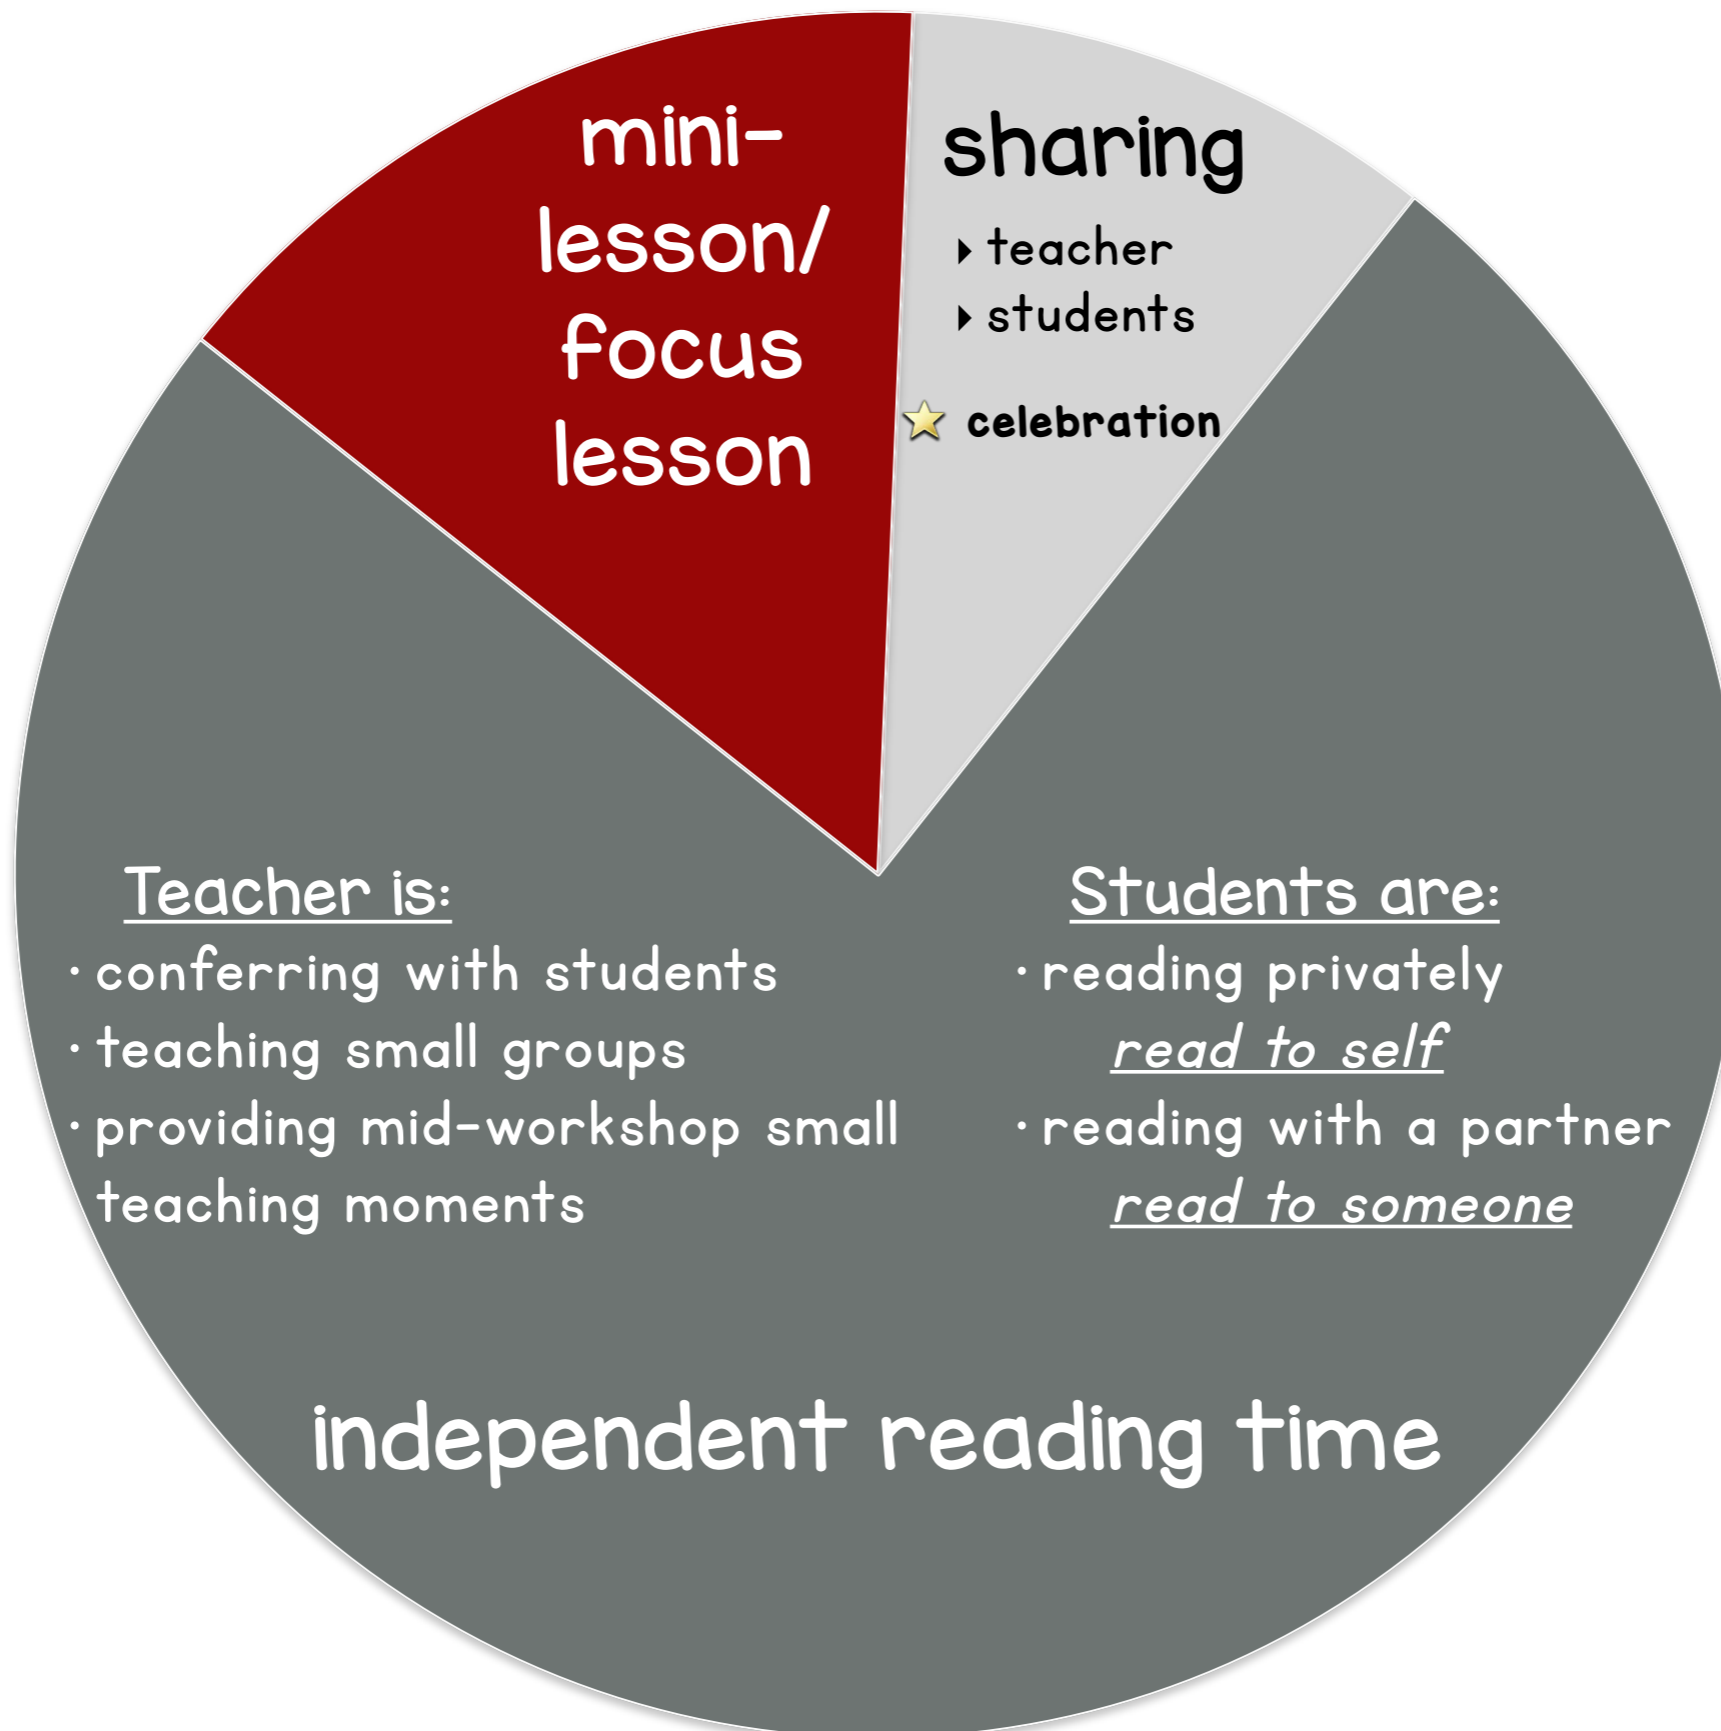 mini-
lesson/
focus
lesson
sharing
‣ teacher
‣ students
celebration
Teacher is:
· conferring with students
· teaching small groups
· providing mid-workshop small
teaching moments
Students are:
· reading privately
read to self
· reading with a partner
read to someone
independent reading time